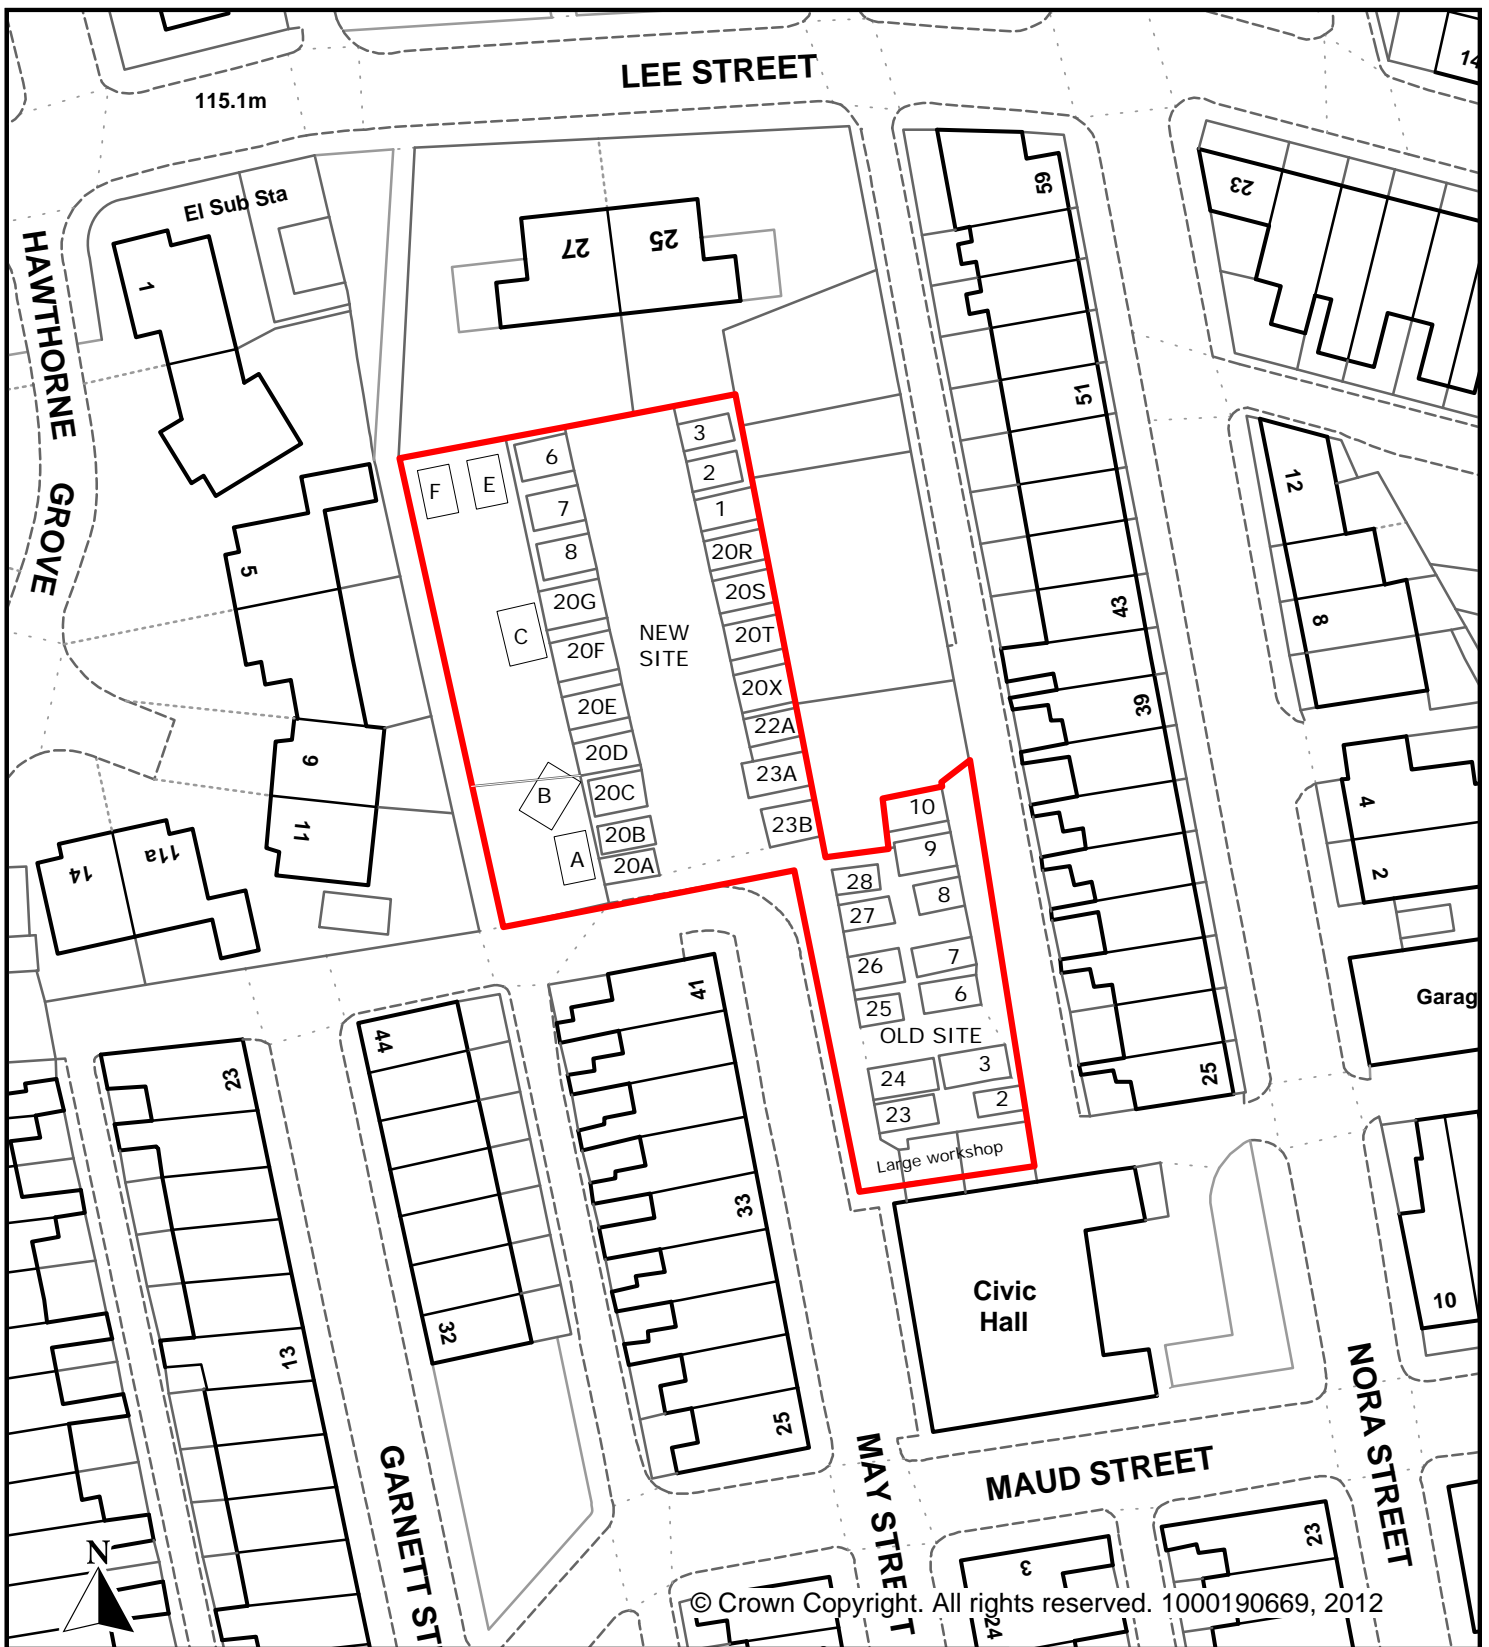 LEE STREET
14
115.1m
El Sub Sta
59
23
27
25
1
HAWTHORNE GROVE
51
3
6
2
F
E
12
7
1
8
20R
5
20G
20S
43
8
C
NEW
SITE
20T
20F
20X
20E
39
22A
9
20D
23A
4
B
20C
10
11
20B
23B
9
14
11a
A
20A
28
8
2
27
26
7
41
25
6
Garag
OLD SITE
44
23
24
3
25
23
2
Large workshop
33
Civic
Hall
10
32
13
25
GARNETT ST
MAY STREET
MAUD STREET
NORA STREET
N
23
3
24
© Crown Copyright. All rights reserved. 1000190669, 2012